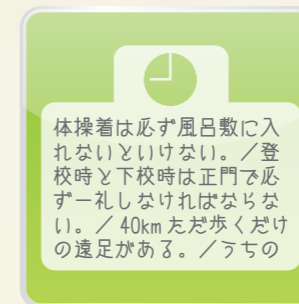 体操着は必ず風呂敷に入
れないといけない。／登
校時と下校時は正門で必
ず一礼しなければならな
い。／40kmただ歩くだけ
の遠足がある。／うちの